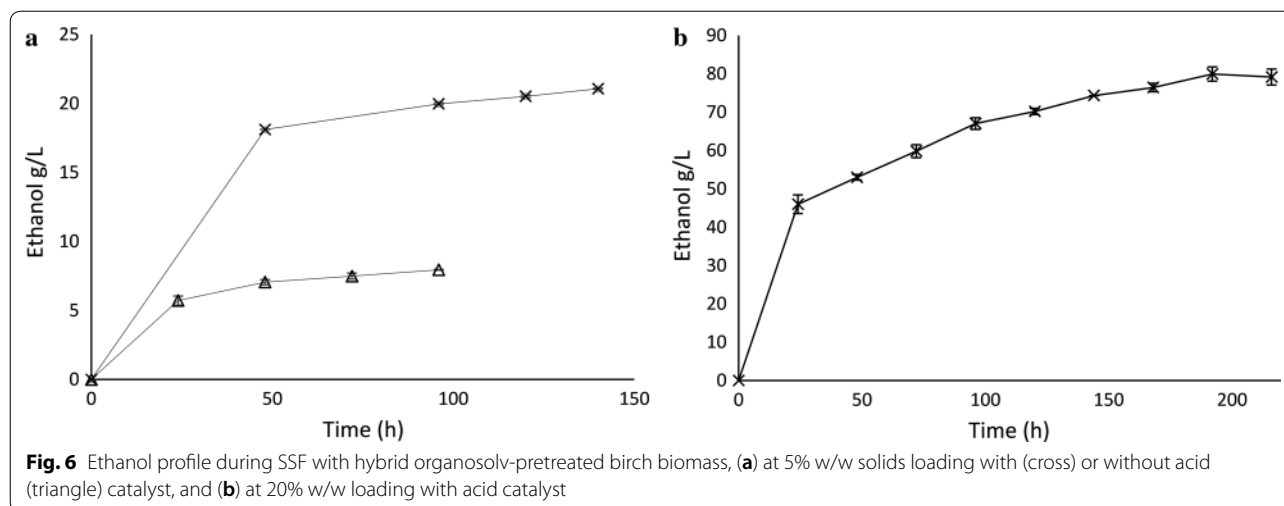 a
25
20
15
10
5
0
Ethanol g/L
0 50 100 150
Time (h)
b
90
80
70
60
50
40
30
20
10
0
Ethanol g/L
0 50 100 150 200
Time (h)
Fig. 6 Ethanol profile during SSF with hybrid organosolv-pretreated birch biomass, (a) at 5% w/w solids loading with (cross) or without acid
(triangle) catalyst, and (b) at 20% w/w loading with acid catalyst